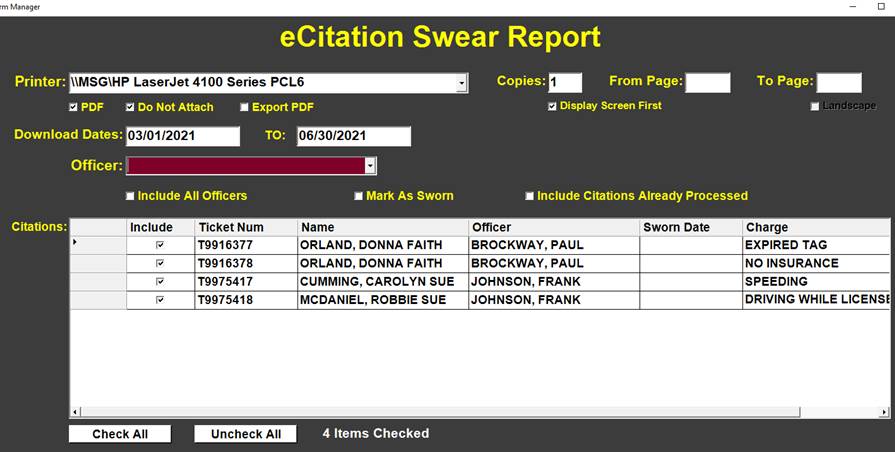 rm Manager
eCitation Swear Report
Printer: \\MSG\HP LaserJet 4100 Series PCL6 Copies: 1 From Page: To Page:
PDF Do Not Attach Export PDF Display Screen First Landscape
Download Dates: 03/01/2021 TO: 06/30/2021
Officer:
Include All Officers Mark As Sworn Include Citations Already Processed
Citations: Include Ticket Num Name Officer Sworn Date Charge
T9916377 ORLAND, DONNA FAITH BROCKWAY, PAUL EXPIRED TAG
T9916378 ORLAND, DONNA FAITH BROCKWAY, PAUL NO INSURANCE
T9975417 CUMMING, CAROLYN SUE JOHNSON, FRANK SPEEDING
T9975418 MCDANIEL, ROBBIE SUE JOHNSON, FRANK DRIVING WHILE LICENSE
Check All Uncheck All 4 Items Checked